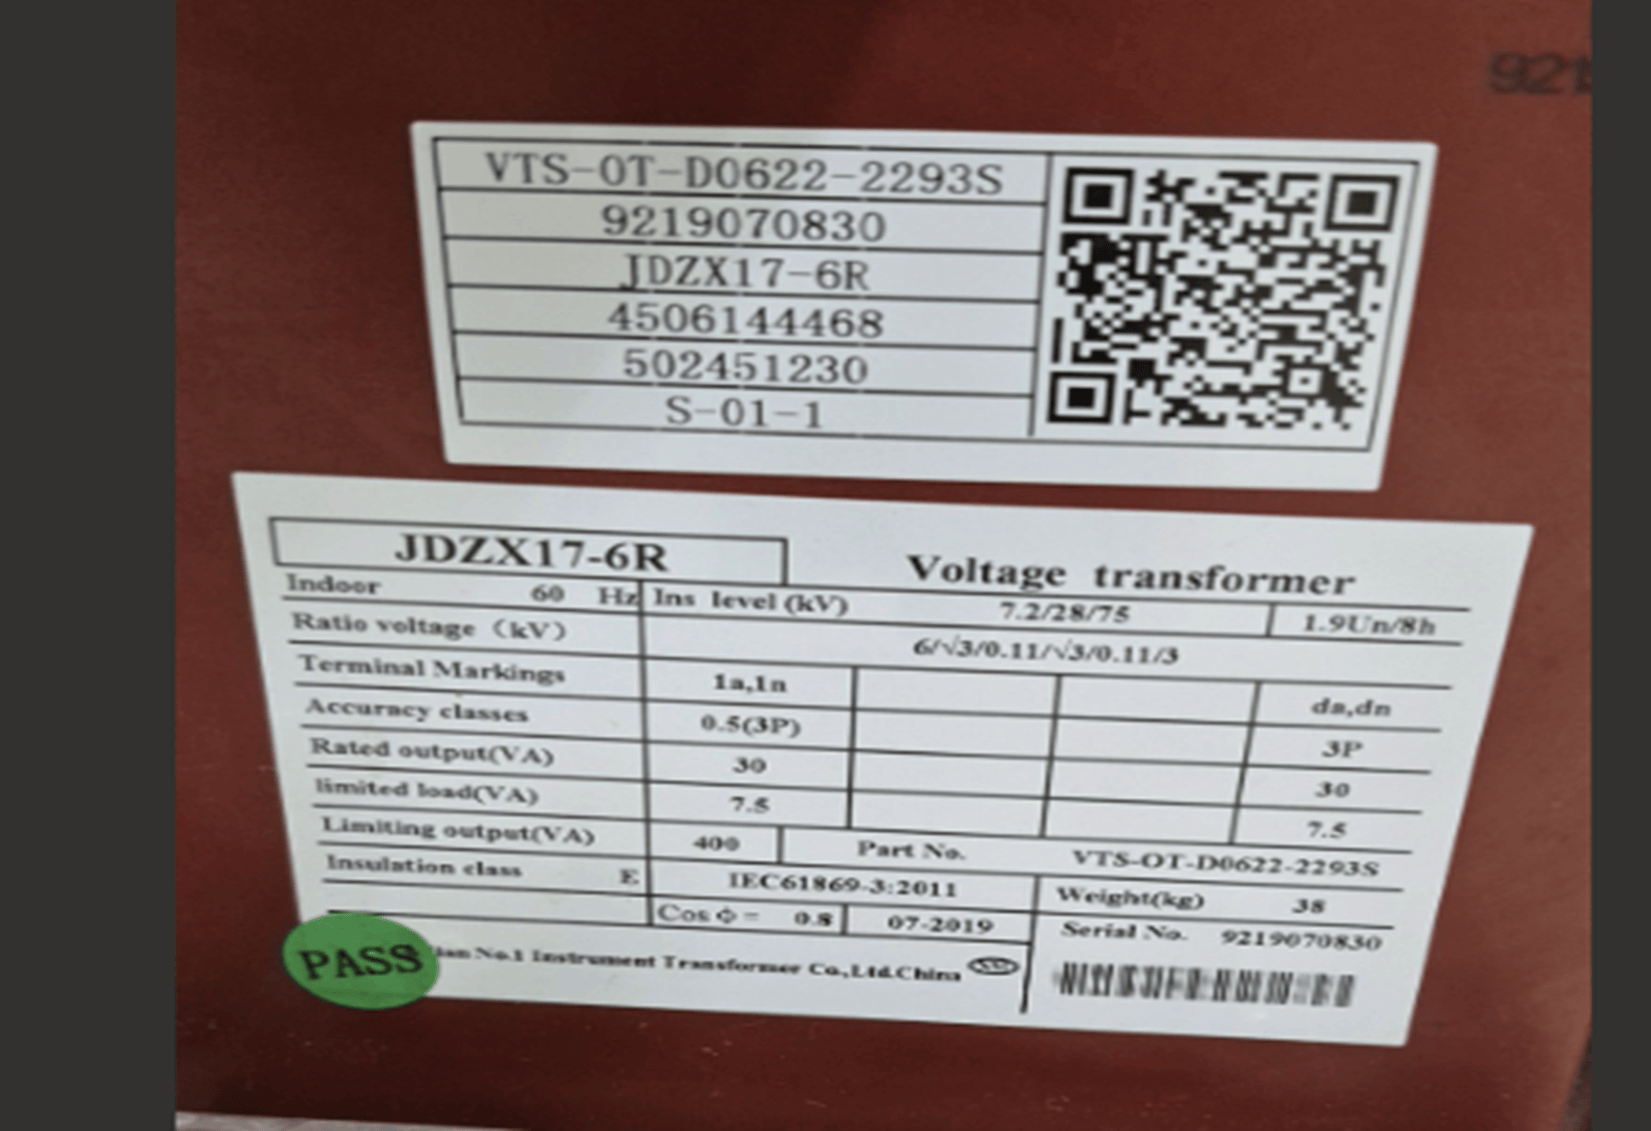 921
VTS-OT-D0622-2293S
9219070830
JDZX17-6R
4506144468
502451230
S-01-1
JDZX17-6R Voltage transformer
Indoor 60 Hz Ins level (kV) 7.2/28/75 1.9Un/8h
Ratio voltage (kV) 6/√3/0.11/√3/0.11/3
Terminal Markings 1a,1n da,dn
Accuracy classes 0.5(3P) 3P
Rated output(VA) 30 30
limited load(VA) 7.5 7.5
Limiting output(VA) 400 Part No. VTS-OT-D0622-2293S
Insulation class E IEC61869-3:2011 Weight(kg) 38
Cos Φ = 0.8 07-2019 Serial No. 9219070830
PASS No.1 Instrument Transformer Co.,Ltd.China